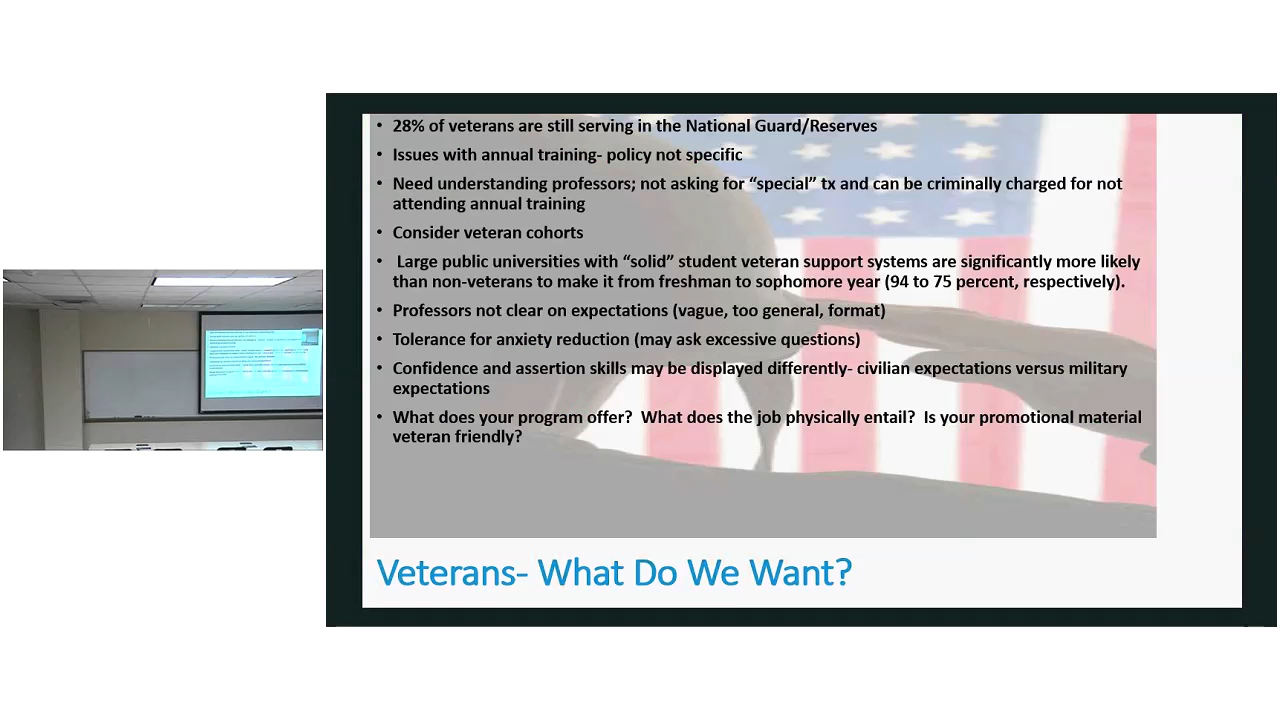 • 28% of veterans are still serving in the National Guard/Reserves
• Issues with annual training- policy not specific
• Need understanding professors; not asking for “special” tx and can be criminally charged for not
attending annual training
• Consider veteran cohorts
• Large public universities with “solid” student veteran support systems are significantly more likely
than non-veterans to make it from freshman to sophomore year (94 to 75 percent, respectively).
• Professors not clear on expectations (vague, too general, format)
• Tolerance for anxiety reduction (may ask excessive questions)
• Confidence and assertion skills may be displayed differently- civilian expectations versus military
expectations
• What does your program offer?  What does the job physically entail?  Is your promotional material
veteran friendly?
Veterans- What Do We Want?